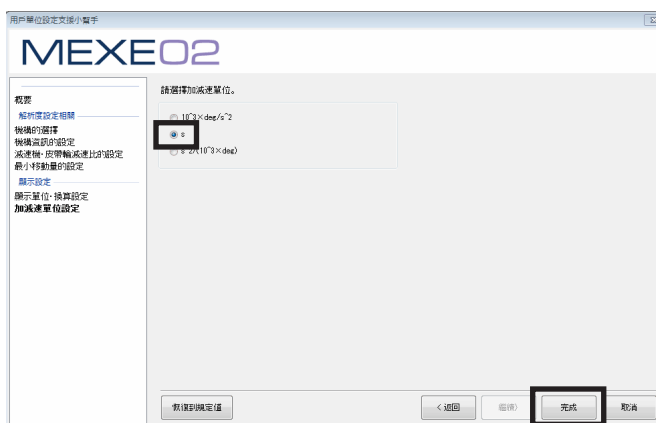 用戶單位設定支援小幫手
MEXE02
概要
解析度設定相關
機構的選擇
機構資訊的設定
減速機·皮帶輪減速比的設定
最小移動量的設定
顯示設定
顯示單位·換算設定
加減速單位設定
請選擇加減速單位。
10^3×deg/s^2
s
s^2/(10^3×deg)
恢復到規定值
<返回
繼續>
完成
取消